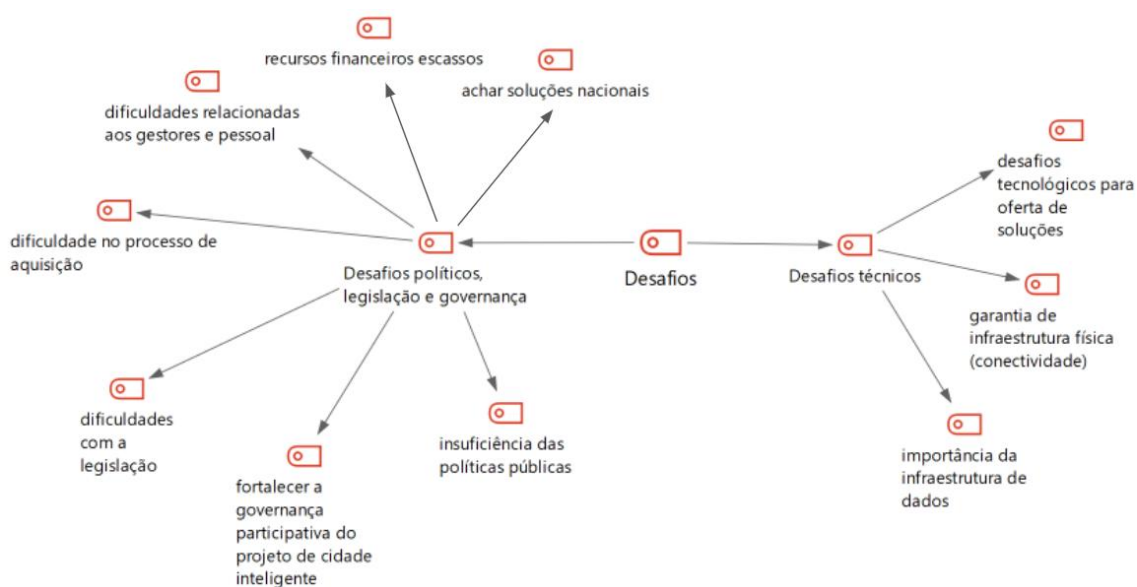 recursos financeiros escassos
achar soluções nacionais
dificuldades relacionadas
aos gestores e pessoal
desafios
tecnológicos para
oferta de
soluções
dificuldade no processo de
aquisição
Desafios políticos,
legislação e governança
Desafios
Desafios técnicos
garantia de
infraestrutura física
(conectividade)
dificuldades
com a
legislação
insuficiência das
políticas públicas
importância da
infraestrutura de
dados
fortalecer a
governança
participativa do
projeto de cidade
inteligente